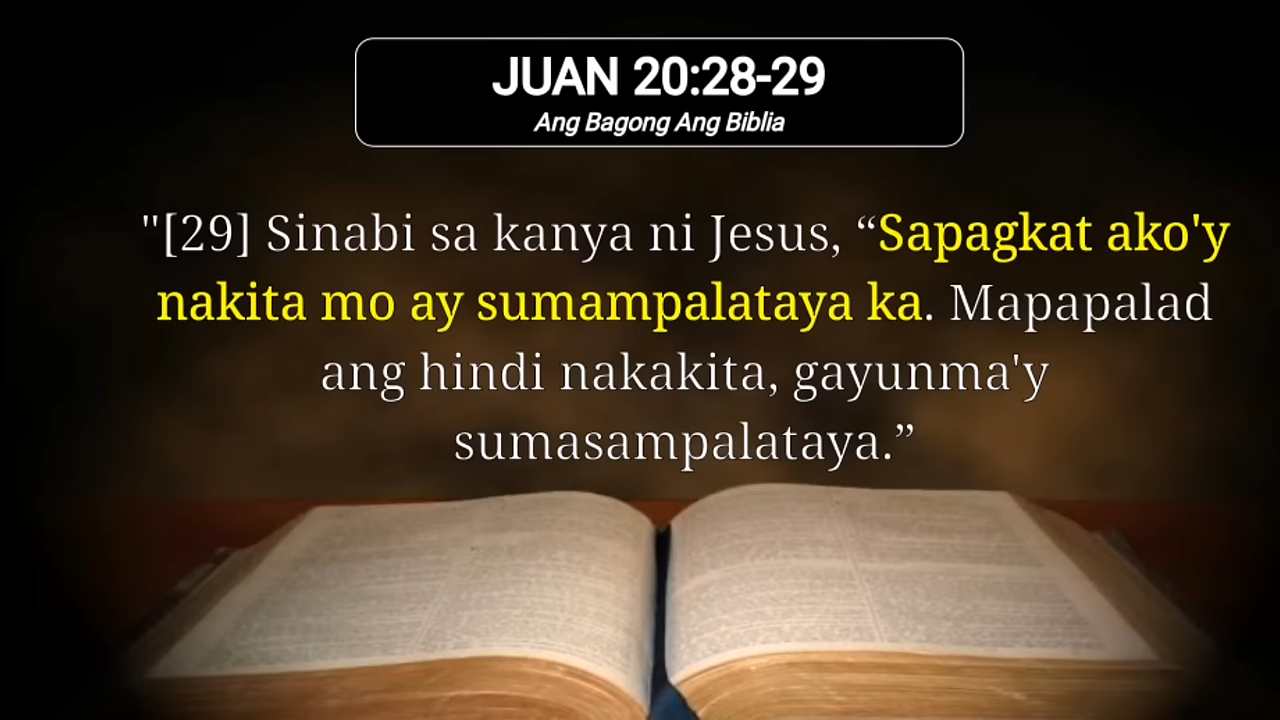 JUAN 20:28-29
Ang Bagong Ang Biblia
"[29] Sinabi sa kanya ni Jesus, “Sapagkat ako'y
nakita mo ay sumampalataya ka. Mapapalad
ang hindi nakakita, gayunma'y
sumasampalataya.”